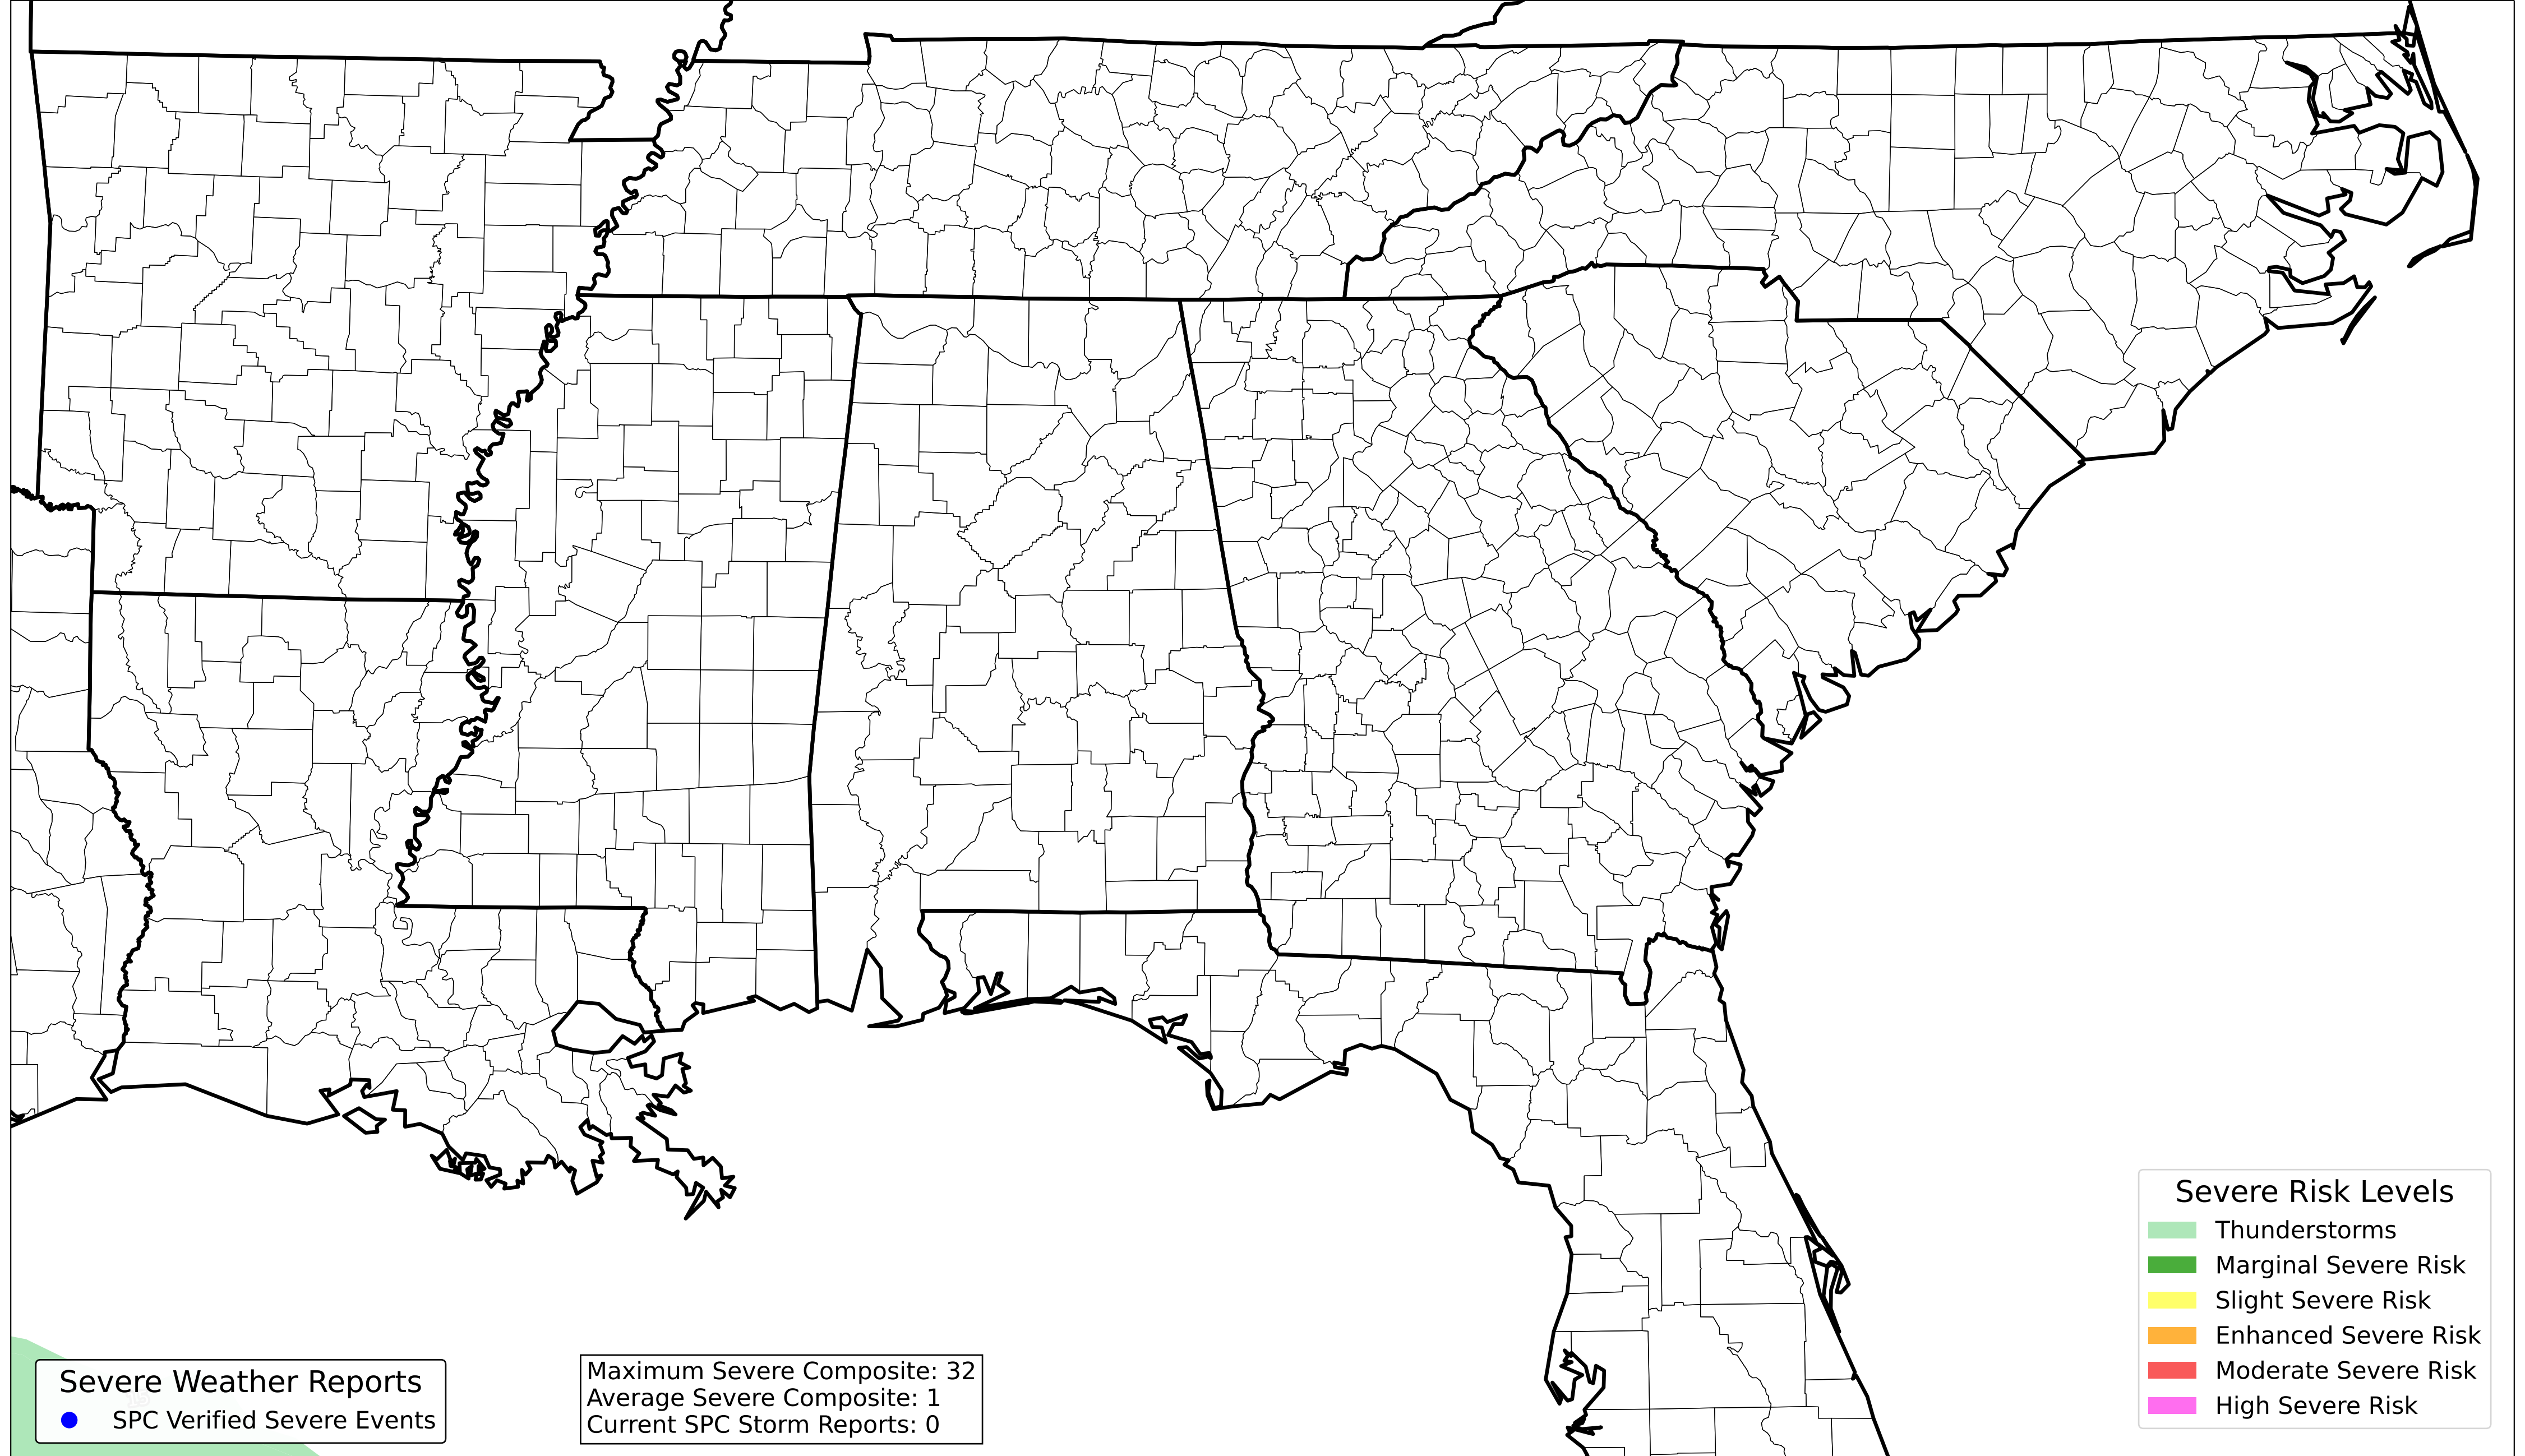 Severe Weather Reports
SPC Verified Severe Events
Maximum Severe Composite: 32
Average Severe Composite: 1
Current SPC Storm Reports: 0
Severe Risk Levels
Thunderstorms
Marginal Severe Risk
Slight Severe Risk
Enhanced Severe Risk
Moderate Severe Risk
High Severe Risk